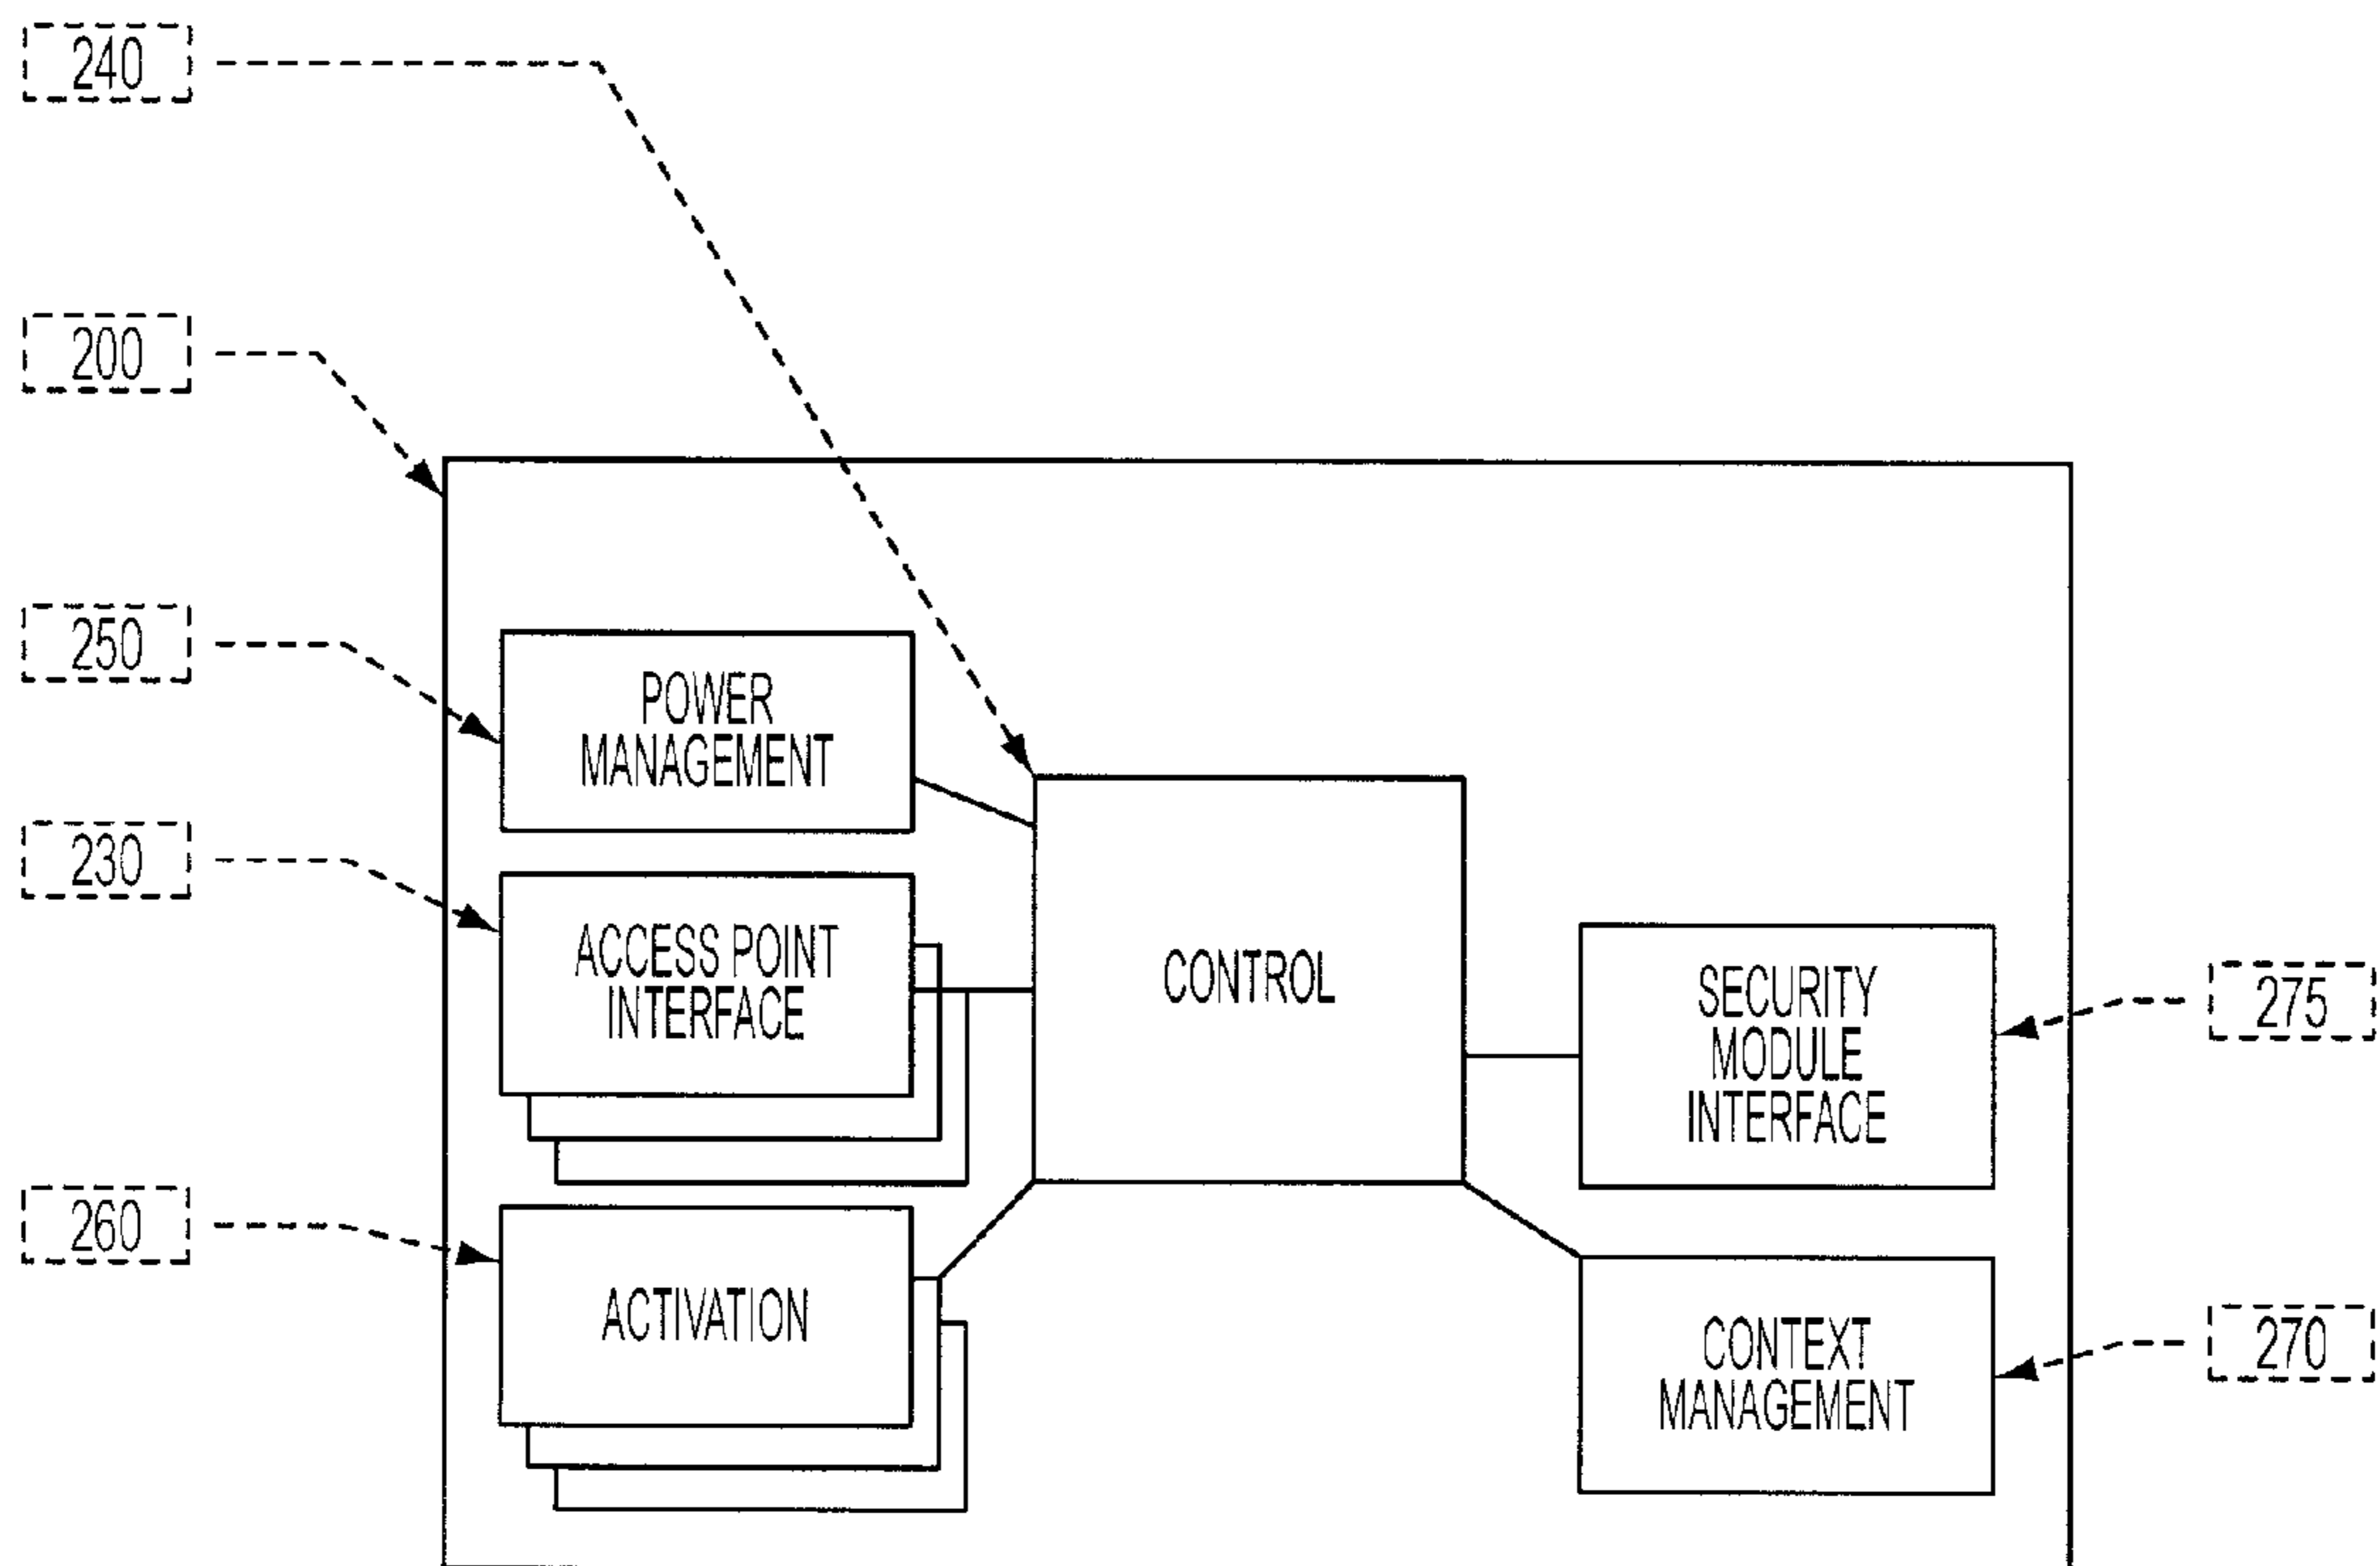 240
200
250
POWER
MANAGEMENT
230
ACCESS POINT
INTERFACE
CONTROL
SECURITY
MODULE
INTERFACE
275
260
ACTIVATION
CONTEXT
MANAGEMENT
270